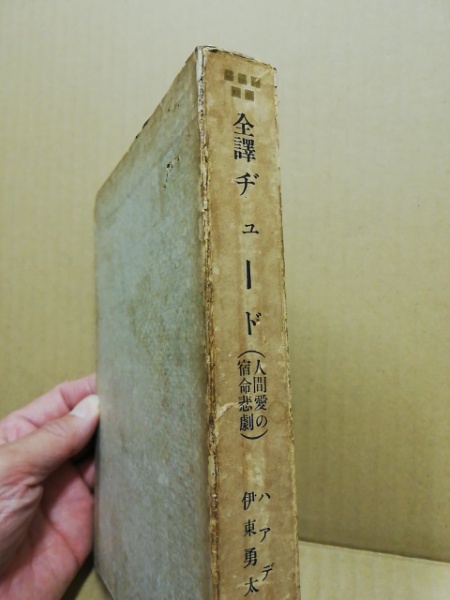 全譯ヂュード
(人間愛の
宿命悲劇)
ハアデ
伊東勇太